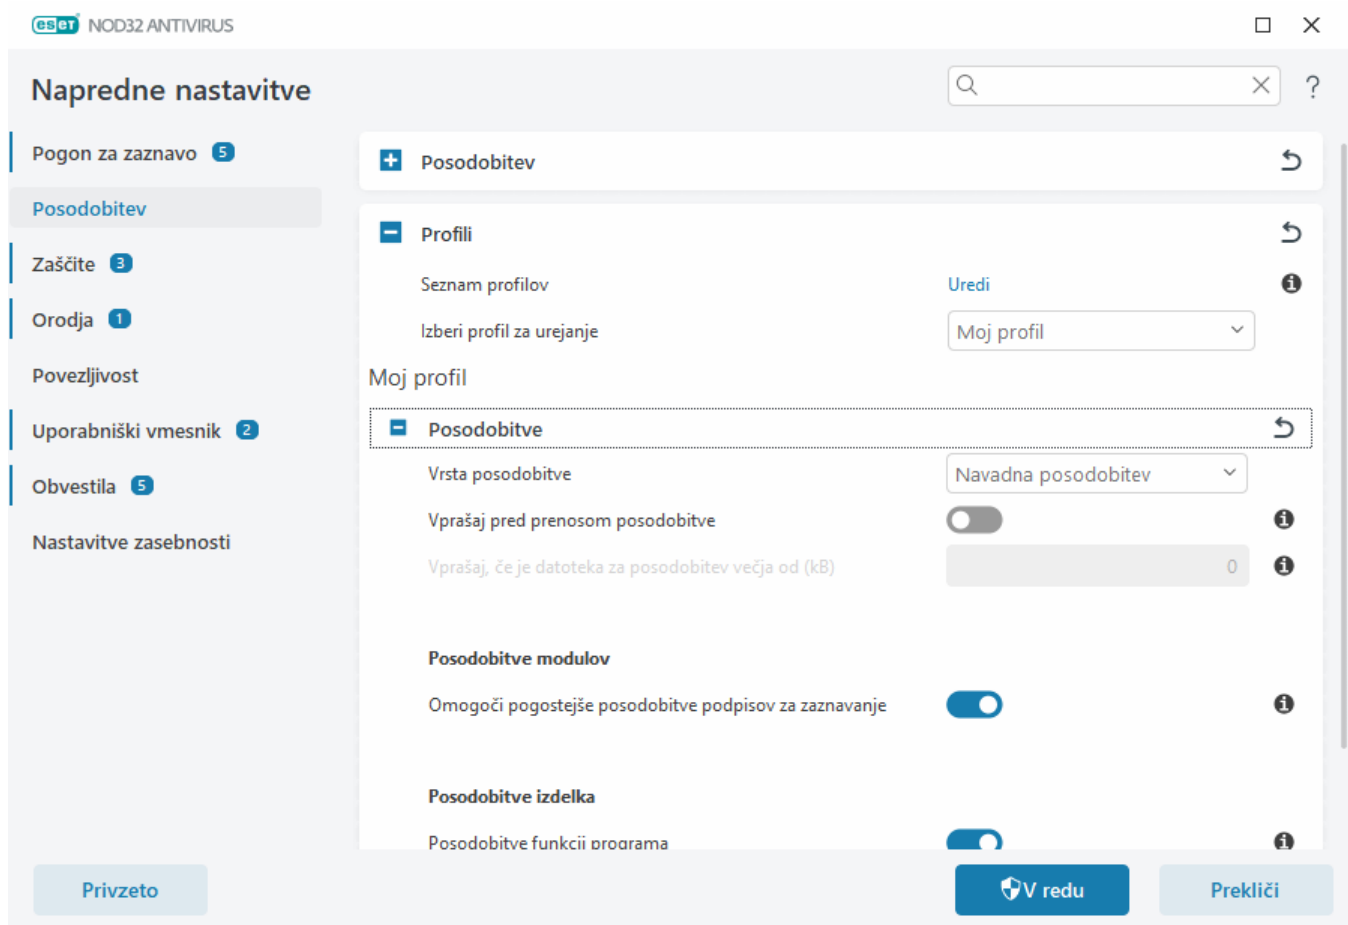 eset NOD32 ANTIVIRUS
Napredne nastavitve
?
Pogon za zaznavo 5
Posodobitev
Zaščite 3
Orodja 1
Povezljivost
Uporabniški vmesnik 2
Obvestila 5
Nastavitve zasebnosti
Posodobitev
Profili
Seznam profilov Uredi
Izberi profil za urejanje Moj profil
Moj profil
Posodobitve
Vrsta posodobitve Navadna posodobitev
Vprašaj pred prenosom posodobitve
Vprašaj, če je datoteka za posodobitev večja od (kB) 0
Posodobitve modulov
Omogoči pogostejše posodobitve podpisov za zaznavanje
Posodobitve izdelka
Posodobitve funkcij programa
Privzeto
V redu
Prekliči